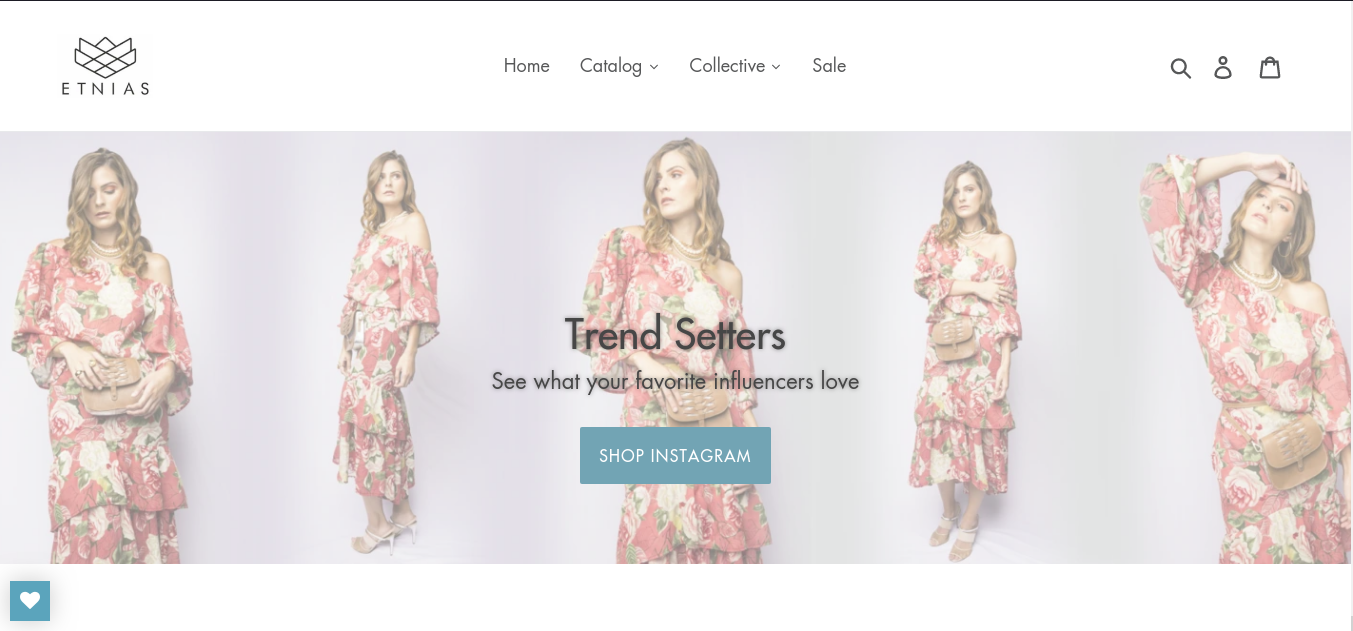 ETNIAS
Home
Catalog
Collective
Sale
Trend Setters
See what your favorite influencers love
SHOP INSTAGRAM